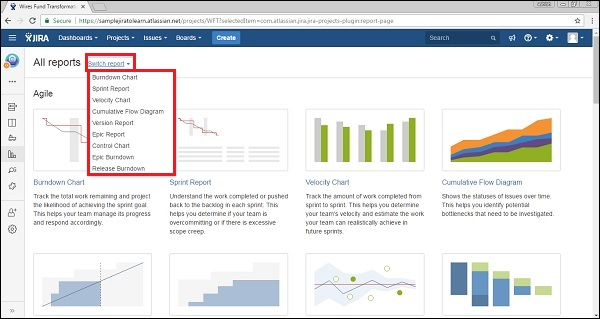 Wires Fund Transformati
Secure https://samplejiratolearn.atlassian.net/projects/WFT?selectedItem=com.atlassian.jira.jira-projects-plugin:report-page
JIRA Dashboards Projects Issues Boards Create Search
All reports Switch report
Burndown Chart
Sprint Report
Velocity Chart
Cumulative Flow Diagram
Version Report
Epic Report
Control Chart
Epic Burndown
Release Burndown
Agile
Burndown Chart
Track the total work remaining and project
the likelihood of achieving the sprint goal.
This helps your team manage its progress
and respond accordingly.
Sprint Report
Understand the work completed or pushed
back to the backlog in each sprint. This
helps you determine if your team is
overcommitting or if there is excessive
scope creep.
Velocity Chart
Track the amount of work completed from
sprint to sprint. This helps you determine
your team's velocity and estimate the work
your team can realistically achieve in
future sprints.
Cumulative Flow Diagram
Shows the statuses of issues over time.
This helps you identify potential
bottlenecks that need to be investigated.